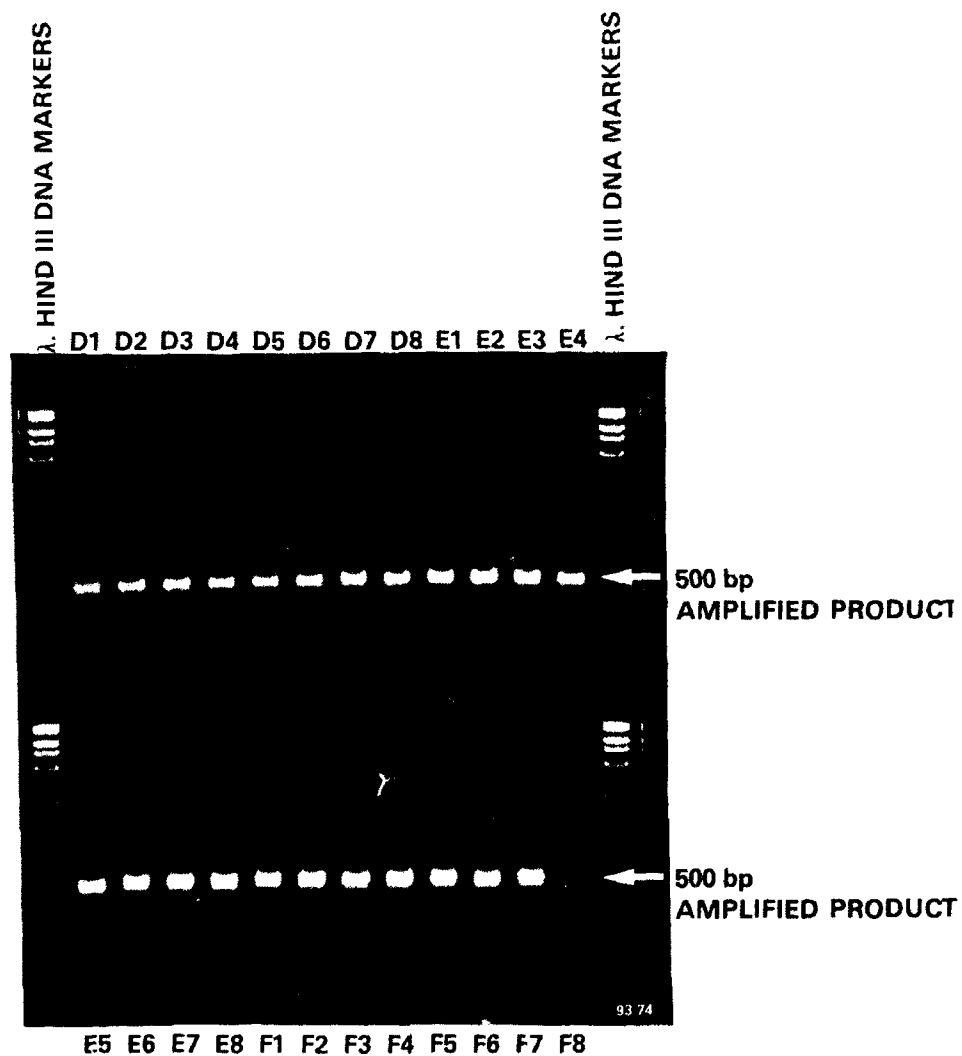 λ. HIND III DNA MARKERS
λ. HIND III DNA MARKERS
D1 D2 D3 D4 D5 D6 D7 D8 E1 E2 E3 E4
500 bp
AMPLIFIED PRODUCT
500 bp
AMPLIFIED PRODUCT
93 74
E5 E6 E7 E8 F1 F2 F3 F4 F5 F6 F7 F8